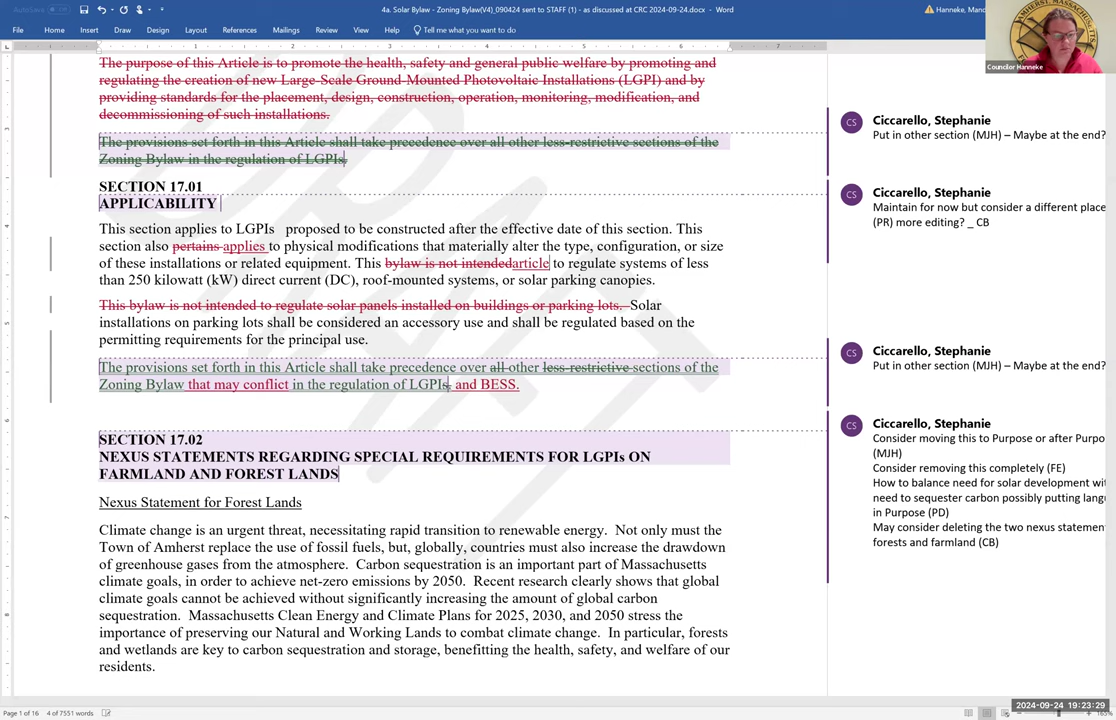 AutoSave
4a. Solar Bylaw - Zoning Bylaw(V4)_090424 sent to STAFF (1) - as discussed at CRC 2024-09-24.docx - Word
Hanneke, Manc
File Home Insert Draw Design Layout References Mailings Review View Help Tell me what you want to do
Councilor Hanneke
The purpose of this Article is to promote the health, safety and general public welfare by promoting and
regulating the creation of new Large-Scale Ground-Mounted Photovoltaic Installations (LGPI) and by
providing standards for the placement, design, construction, operation, monitoring, modification, and
decommissioning of such installations.
The provisions set forth in this Article shall take precedence over all other less-restrictive sections of the
Zoning Bylaw in the regulation of LGPIs.
SECTION 17.01
APPLICABILITY
This section applies to LGPIs proposed to be constructed after the effective date of this section. This
section also pertains applies to physical modifications that materially alter the type, configuration, or size
of these installations or related equipment. This bylaw is not intendedarticle to regulate systems of less
than 250 kilowatt (kW) direct current (DC), roof-mounted systems, or solar parking canopies.
This bylaw is not intended to regulate solar panels installed on buildings or parking lots. Solar
installations on parking lots shall be considered an accessory use and shall be regulated based on the
permitting requirements for the principal use.
The provisions set forth in this Article shall take precedence over all other less-restrictive sections of the
Zoning Bylaw that may conflict in the regulation of LGPIs. and BESS.
SECTION 17.02
NEXUS STATEMENTS REGARDING SPECIAL REQUIREMENTS FOR LGPIs ON
FARMLAND AND FOREST LANDS
Nexus Statement for Forest Lands
Climate change is an urgent threat, necessitating rapid transition to renewable energy. Not only must the
Town of Amherst replace the use of fossil fuels, but, globally, countries must also increase the drawdown
of greenhouse gases from the atmosphere. Carbon sequestration is an important part of Massachusetts
climate goals, in order to achieve net-zero emissions by 2050. Recent research clearly shows that global
climate goals cannot be achieved without significantly increasing the amount of global carbon
sequestration. Massachusetts Clean Energy and Climate Plans for 2025, 2030, and 2050 stress the
importance of preserving our Natural and Working Lands to combat climate change. In particular, forests
and wetlands are key to carbon sequestration and storage, benefitting the health, safety, and welfare of our
residents.
CS Ciccarello, Stephanie
Put in other section (MJH) – Maybe at the end?
CS Ciccarello, Stephanie
Maintain for now but consider a different place
(PR) more editing? _ CB
CS Ciccarello, Stephanie
Put in other section (MJH) – Maybe at the end?
CS Ciccarello, Stephanie
Consider moving this to Purpose or after Purpo
(MJH)
Consider removing this completely (FE)
How to balance need for solar development wi
need to sequester carbon possibly putting lang
in Purpose (PD)
May consider deleting the two nexus statemen
forests and farmland (CB)
DRAFT
Page 1 of 16 4 of 7551 words
2024-09-24 19:23:29